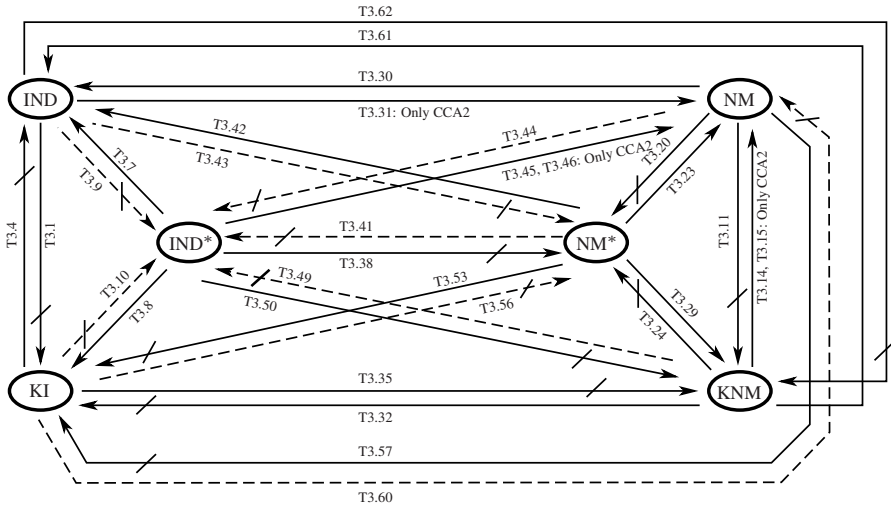 T3.62
T3.61
IND
T3.30
NM
T3.31: Only CCA2
T3.42
T3.44
T3.43
T3.45, T3.46: Only CCA2
T3.20
T3.7
T3.9
T3.23
T3.4
T3.1
IND*
T3.41
T3.38
NM*
T3.11
T3.14, T3.15: Only CCA2
T3.10
T3.8
T3.49
T3.50
T3.53
T3.56
T3.29
T3.24
KI
T3.35
T3.32
KNM
T3.57
T3.60